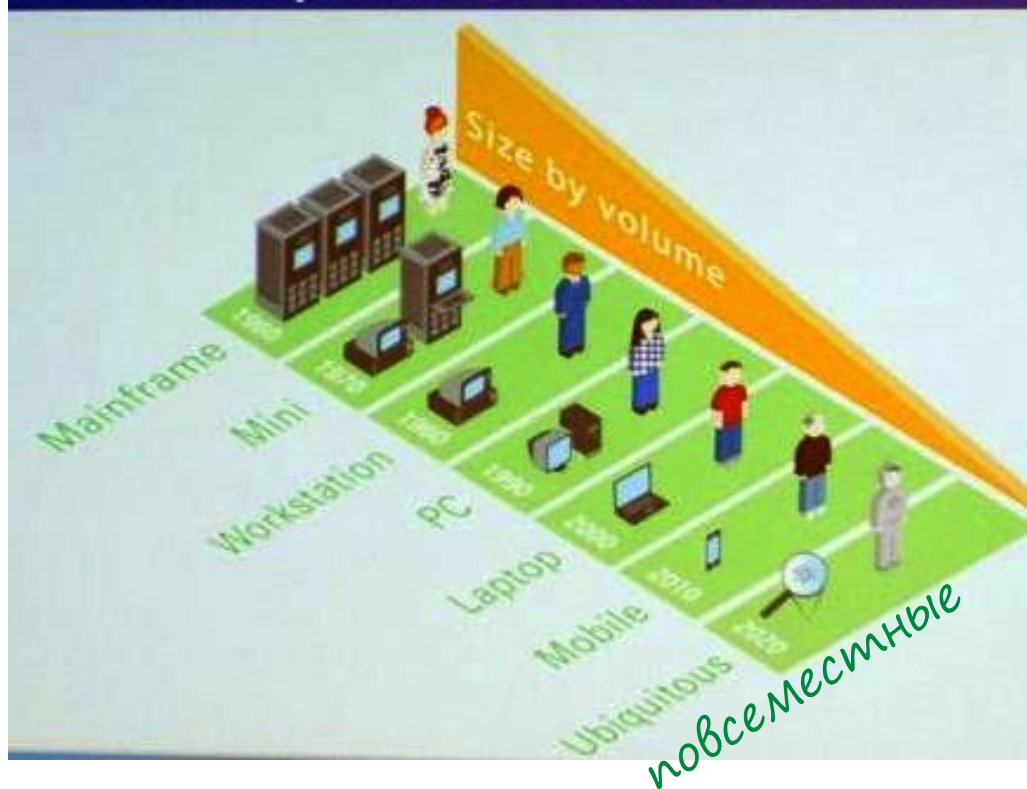 Size by volume
1960
1970
1980
1990
2000
2010
2020
Mainframe
Mini
Workstation
PC
Laptop
Mobile
Ubiquitous
повсеместные